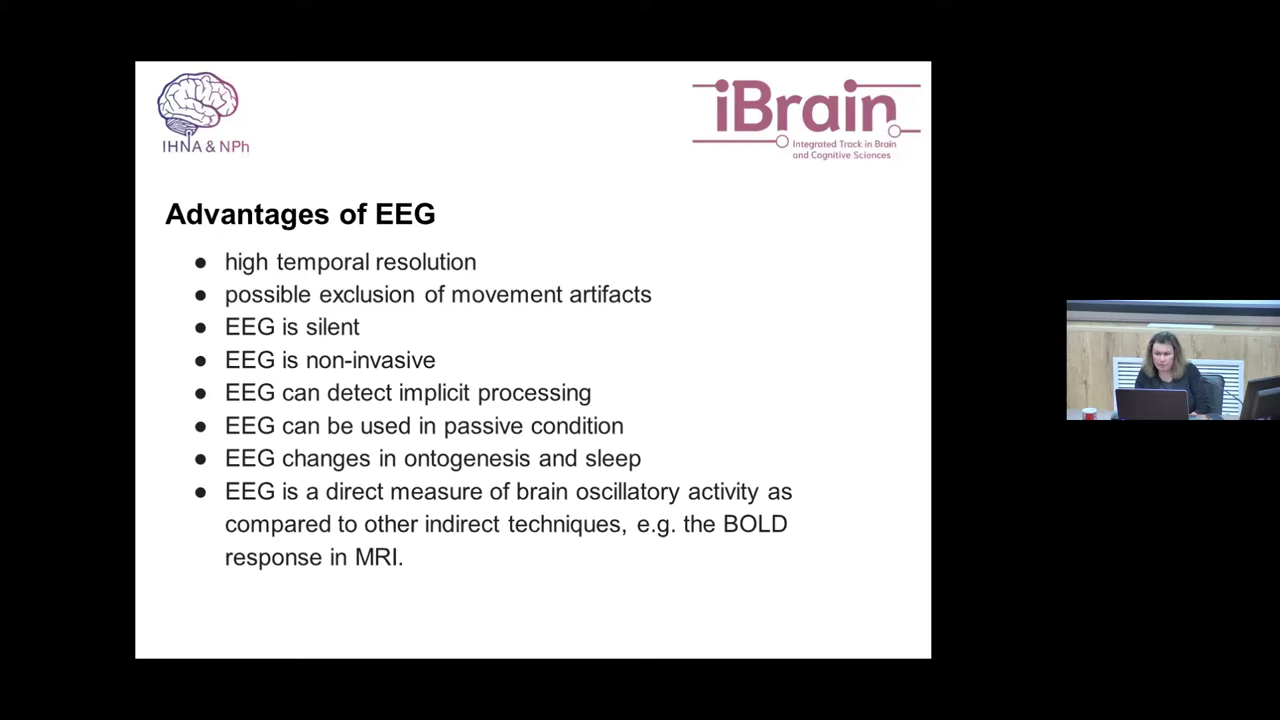 IHNA & NPh
iBrain
Integrated Track in Brain
and Cognitive Sciences
Advantages of EEG
● high temporal resolution
● possible exclusion of movement artifacts
● EEG is silent
● EEG is non-invasive
● EEG can detect implicit processing
● EEG can be used in passive condition
● EEG changes in ontogenesis and sleep
● EEG is a direct measure of brain oscillatory activity as
compared to other indirect techniques, e.g. the BOLD
response in MRI.